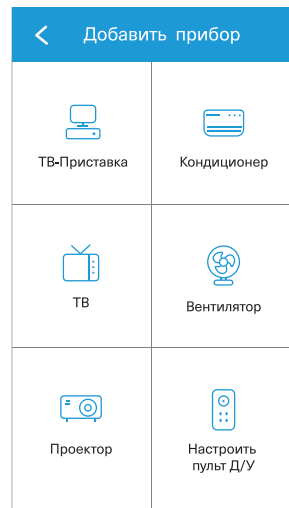 Добавить прибор
ТВ-Приставка
Кондиционер
ТВ
Вентилятор
Проектор
Настроить
пульт Д/У